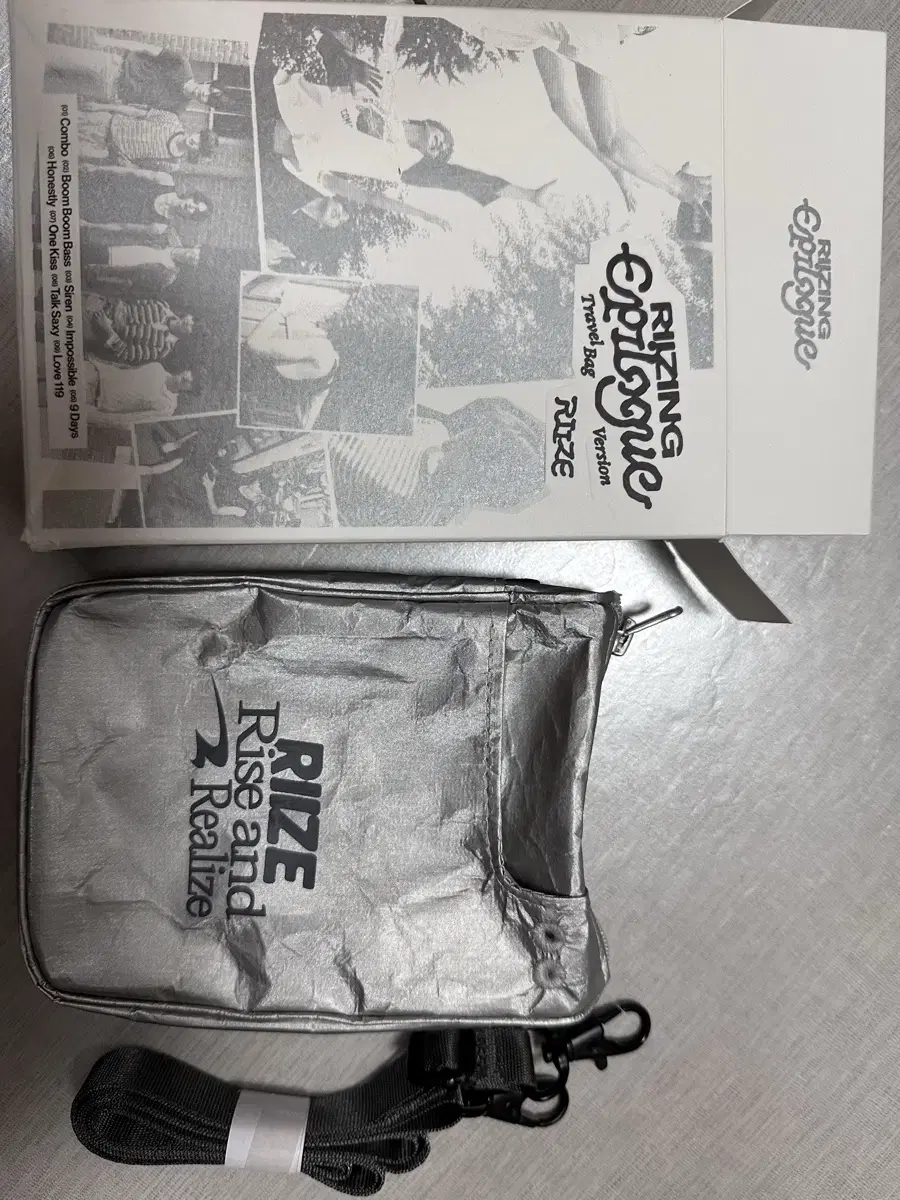 RIIZING
Epilogue
RIIZING
Epilogue
Travel Bag Version
RIIZE
(01) Combo (02) Boom Boom Bass (03) Siren (04) Impossible (05) 9 Days
(06) Honestly (07) One Kiss (08) Talk Saxy (09) Love 119
RIIZE
Rise and
Realize